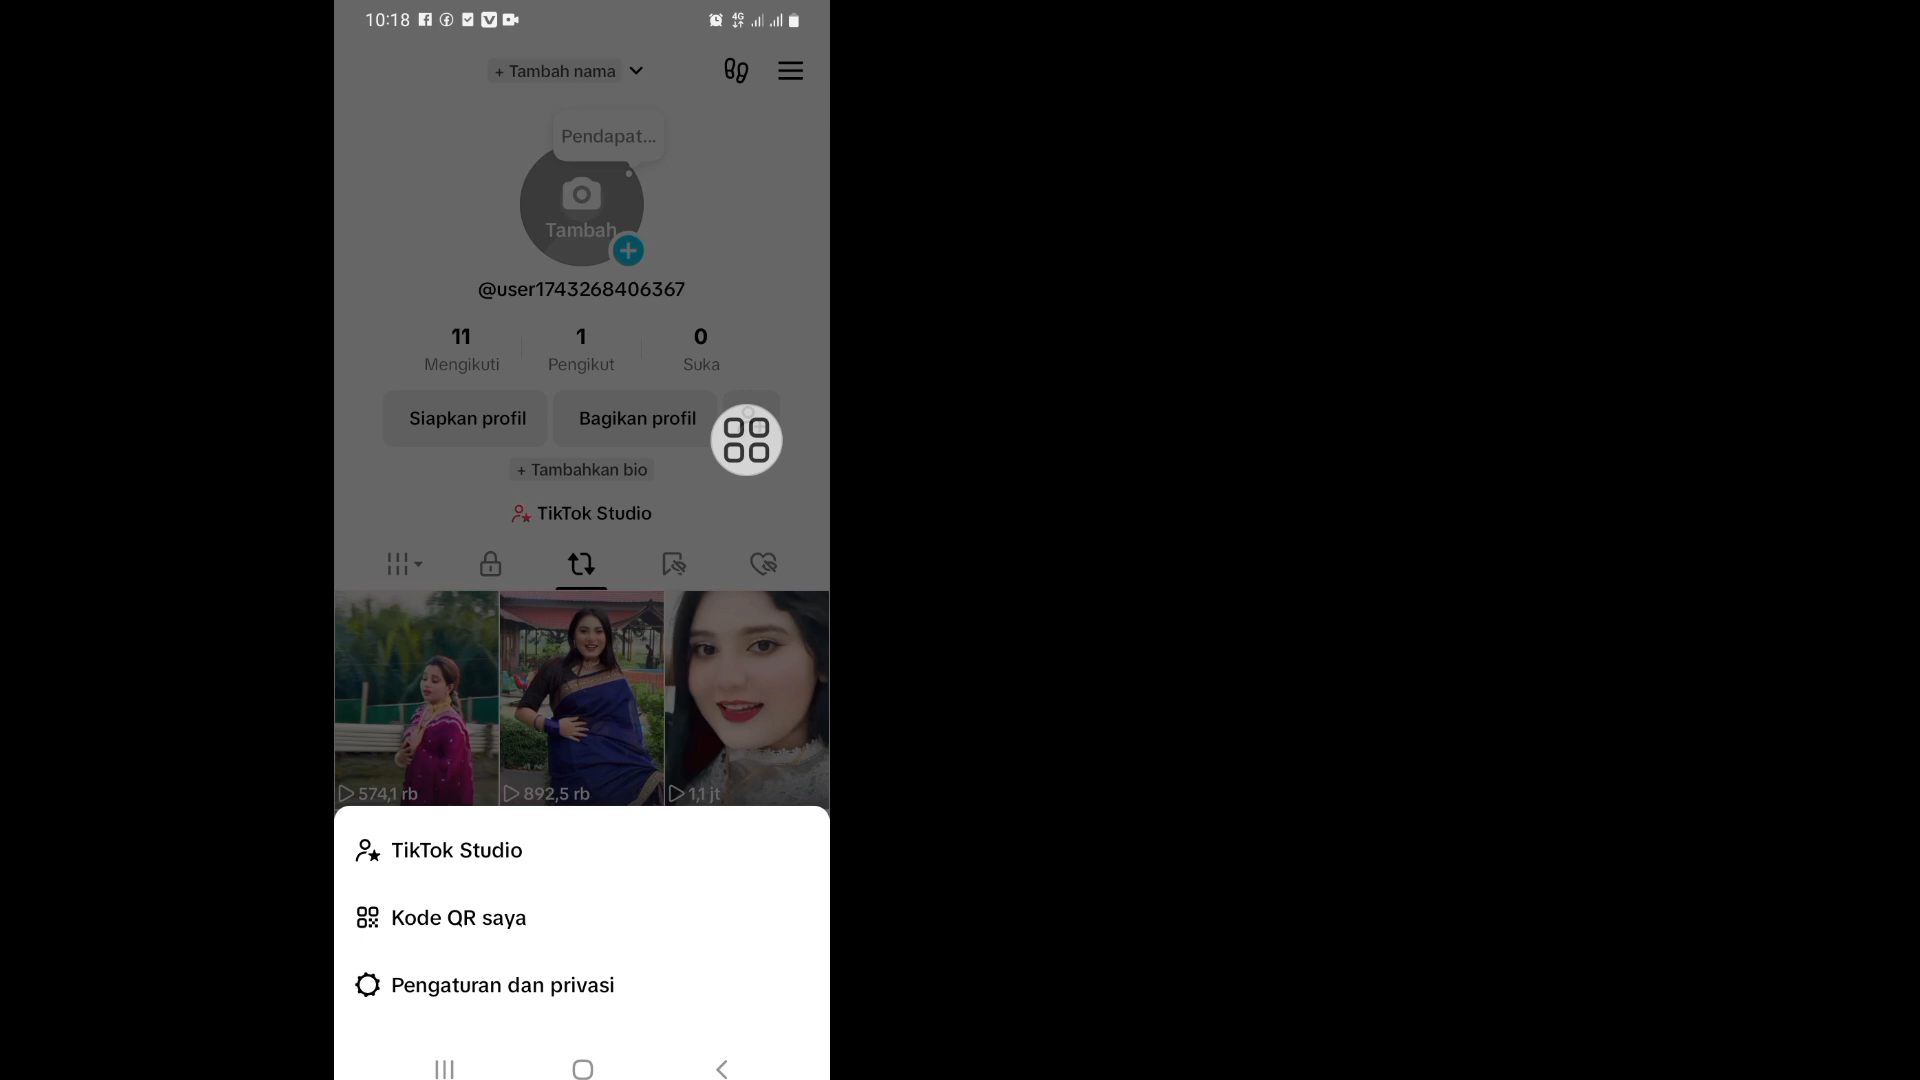 10:18
4G
+ Tambah nama
Pendapat...
Tambah
@user1743268406367
11
1
0
Mengikuti
Pengikut
Suka
Siapkan profil
Bagikan profil
+ Tambahkan bio
TikTok Studio
574,1 rb
892,5 rb
1,1 jt
TikTok Studio
Kode QR saya
Pengaturan dan privasi